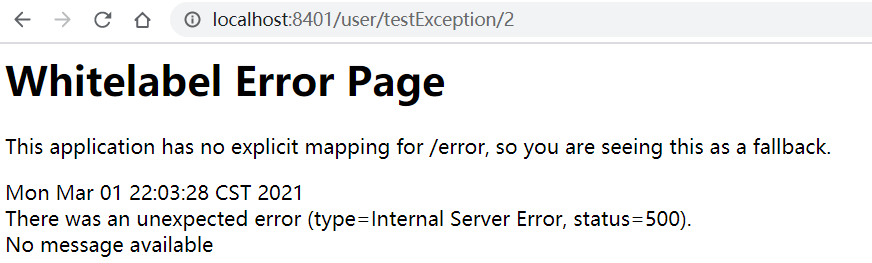 localhost:8401/user/testException/2
Whitelabel Error Page
This application has no explicit mapping for /error, so you are seeing this as a fallback.
Mon Mar 01 22:03:28 CST 2021
There was an unexpected error (type=Internal Server Error, status=500).
No message available